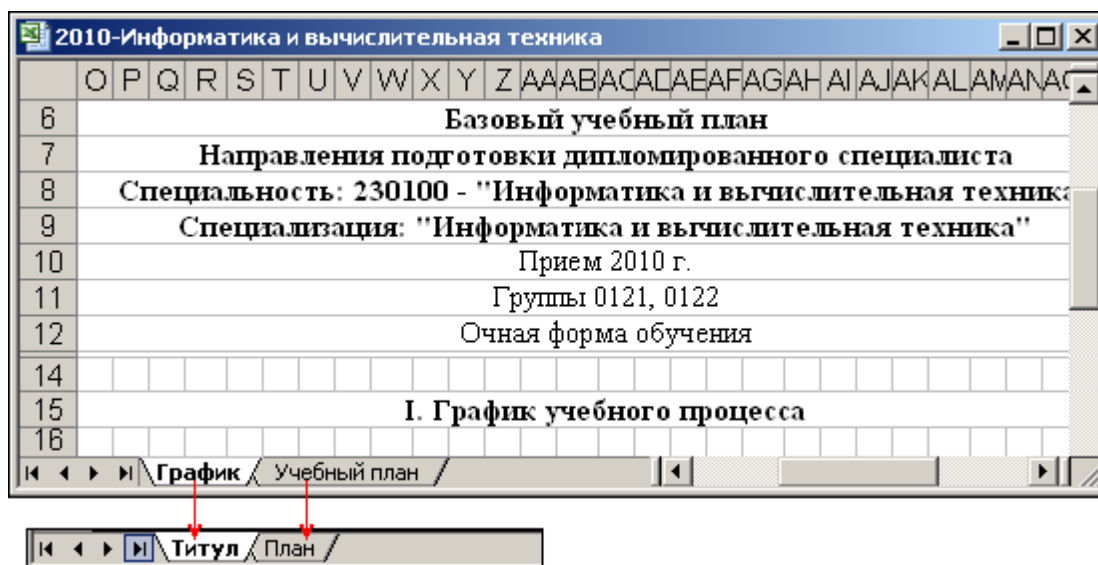 2010-Информатика и вычислительная техника
O P Q R S T U V W X Y Z AA AB AC AD AE AF AG AH AI AJ AK AL AM AN
6 Базовый учебный план
7 Направления подготовки дипломированного специалиста
8 Специальность: 230100 - "Информатика и вычислительная техника
9 Специализация: "Информатика и вычислительная техника"
10 Прием 2010 г.
11 Группы 0121, 0122
12 Очная форма обучения
14
15 I. График учебного процесса
16
График Учебный план
Титул План